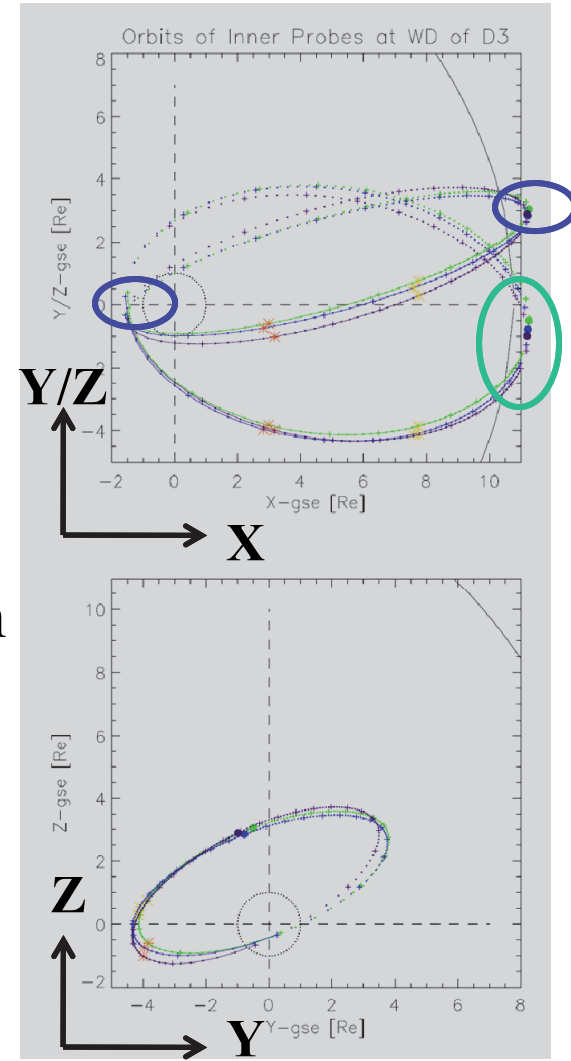 Orbits of Inner Probes at WD of D3
8
6
4
2
0
-2
-4
Y/Z-gse [Re]
-2 0 2 4 6 8 10
X-gse [Re]
Y/Z
X
n
10
8
6
4
2
0
-2
Z-gse [Re]
-4 -2 0 2 4 6 8
Y-gse [Re]
Z
Y